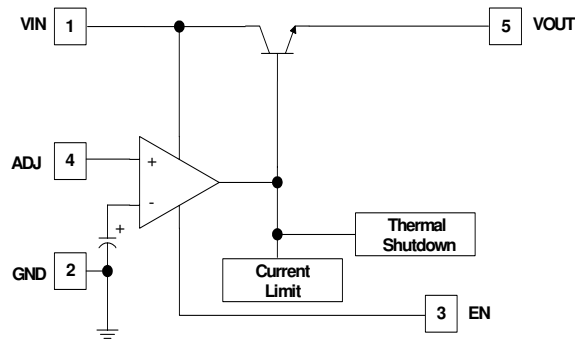 VIN 1
5 VOUT
ADJ 4
+
-
+
GND 2
Thermal
Shutdown
Current
Limit
3 EN